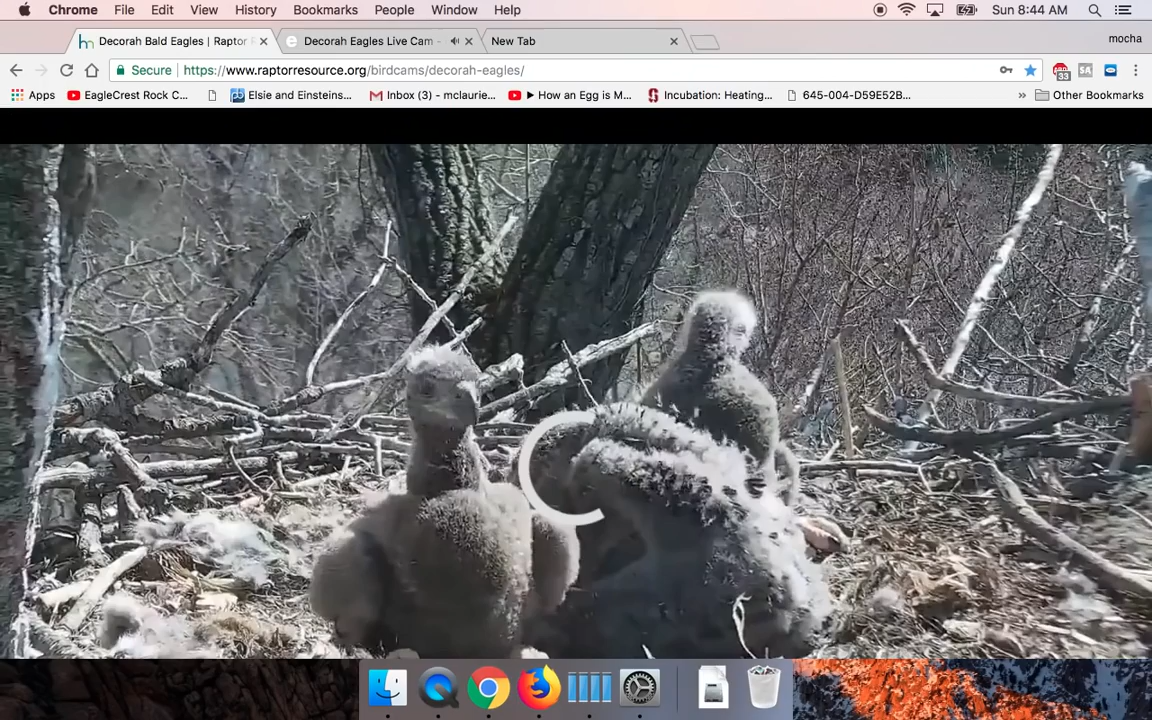 Chrome File Edit View History Bookmarks People Window Help Sun 8:44 AM
Decorah Bald Eagles | Raptor Decorah Eagles Live Cam - New Tab mocha
Secure https://www.raptorresource.org/birdcams/decorah-eagles/ 33 SA
Apps EagleCrest Rock C... Elsie and Einsteins... Inbox (3) - mclaurie... ► How an Egg is M... Incubation: Heating... 645-004-D59E52B... » Other Bookmarks